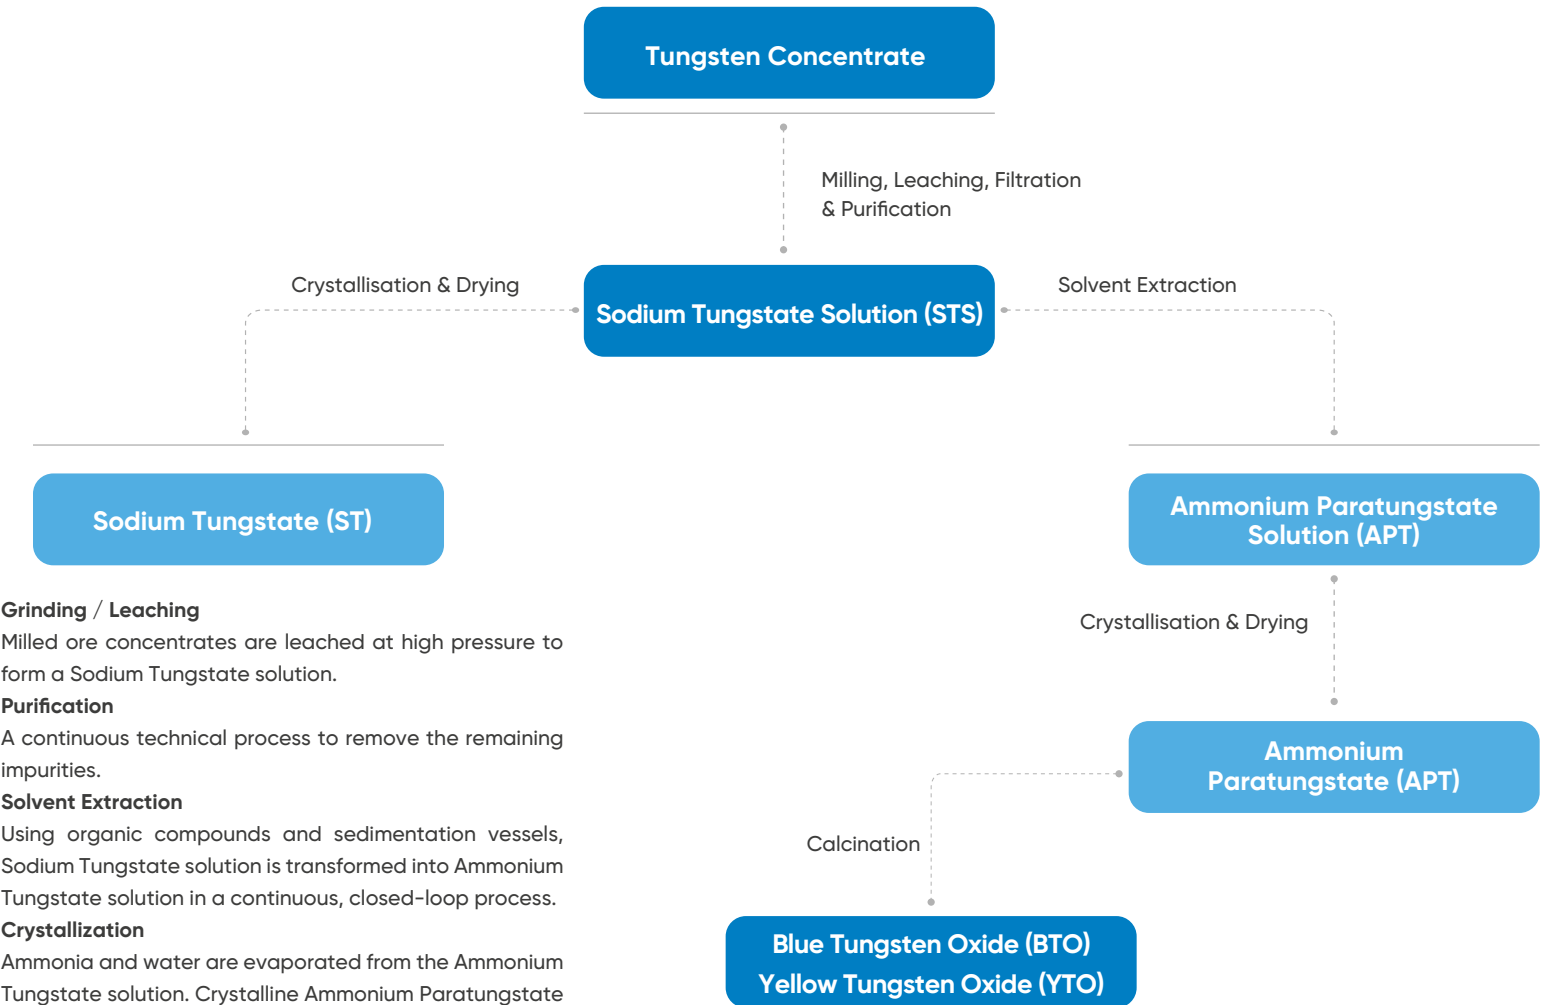 Tungsten Concentrate
Milling, Leaching, Filtration
& Purification
Crystallisation & Drying
Sodium Tungstate Solution (STS)
Solvent Extraction
Sodium Tungstate (ST)
Ammonium Paratungstate
Solution (APT)
Grinding / Leaching
Milled ore concentrates are leached at high pressure to
form a Sodium Tungstate solution.
Purification
A continuous technical process to remove the remaining
impurities.
Solvent Extraction
Using organic compounds and sedimentation vessels,
Sodium Tungstate solution is transformed into Ammonium
Tungstate solution in a continuous, closed-loop process.
Crystallization
Ammonia and water are evaporated from the Ammonium
Tungstate solution. Crystalline Ammonium Paratungstate
Crystallisation & Drying
Ammonium
Paratungstate (APT)
Calcination
Blue Tungsten Oxide (BTO)
Yellow Tungsten Oxide (YTO)